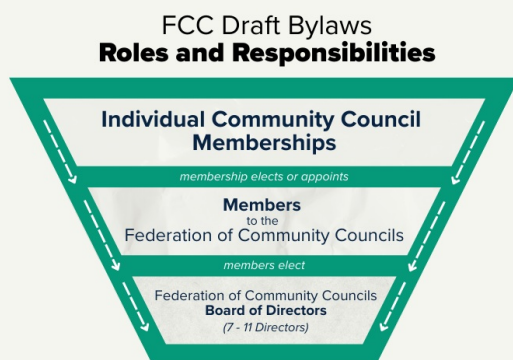 FCC Draft Bylaws
Roles and Responsibilities
Individual Community Council
Memberships
membership elects or appoints
Members
to the
Federation of Community Councils
members elect
Federation of Community Councils
Board of Directors
(7 - 11 Directors)